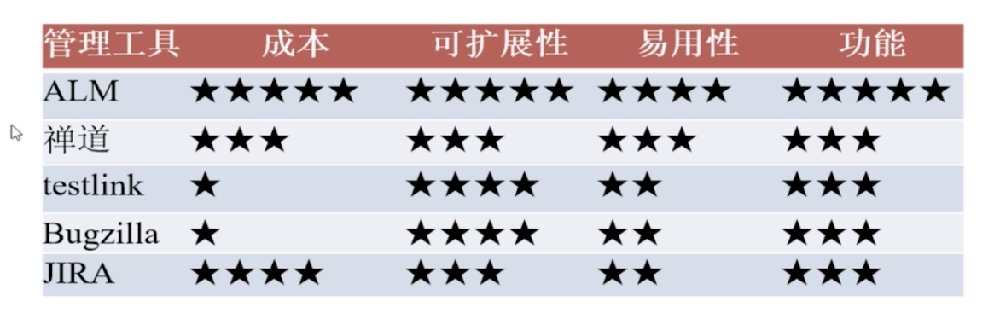 管理工具 成本 可扩展性 易用性 功能
ALM ★★★★★ ★★★★★ ★★★★ ★★★★★
禅道 ★★★ ★★★ ★★★ ★★★
testlink ★ ★★★★ ★★ ★★★
Bugzilla ★ ★★★★ ★★ ★★★
JIRA ★★★★ ★★★ ★★ ★★★